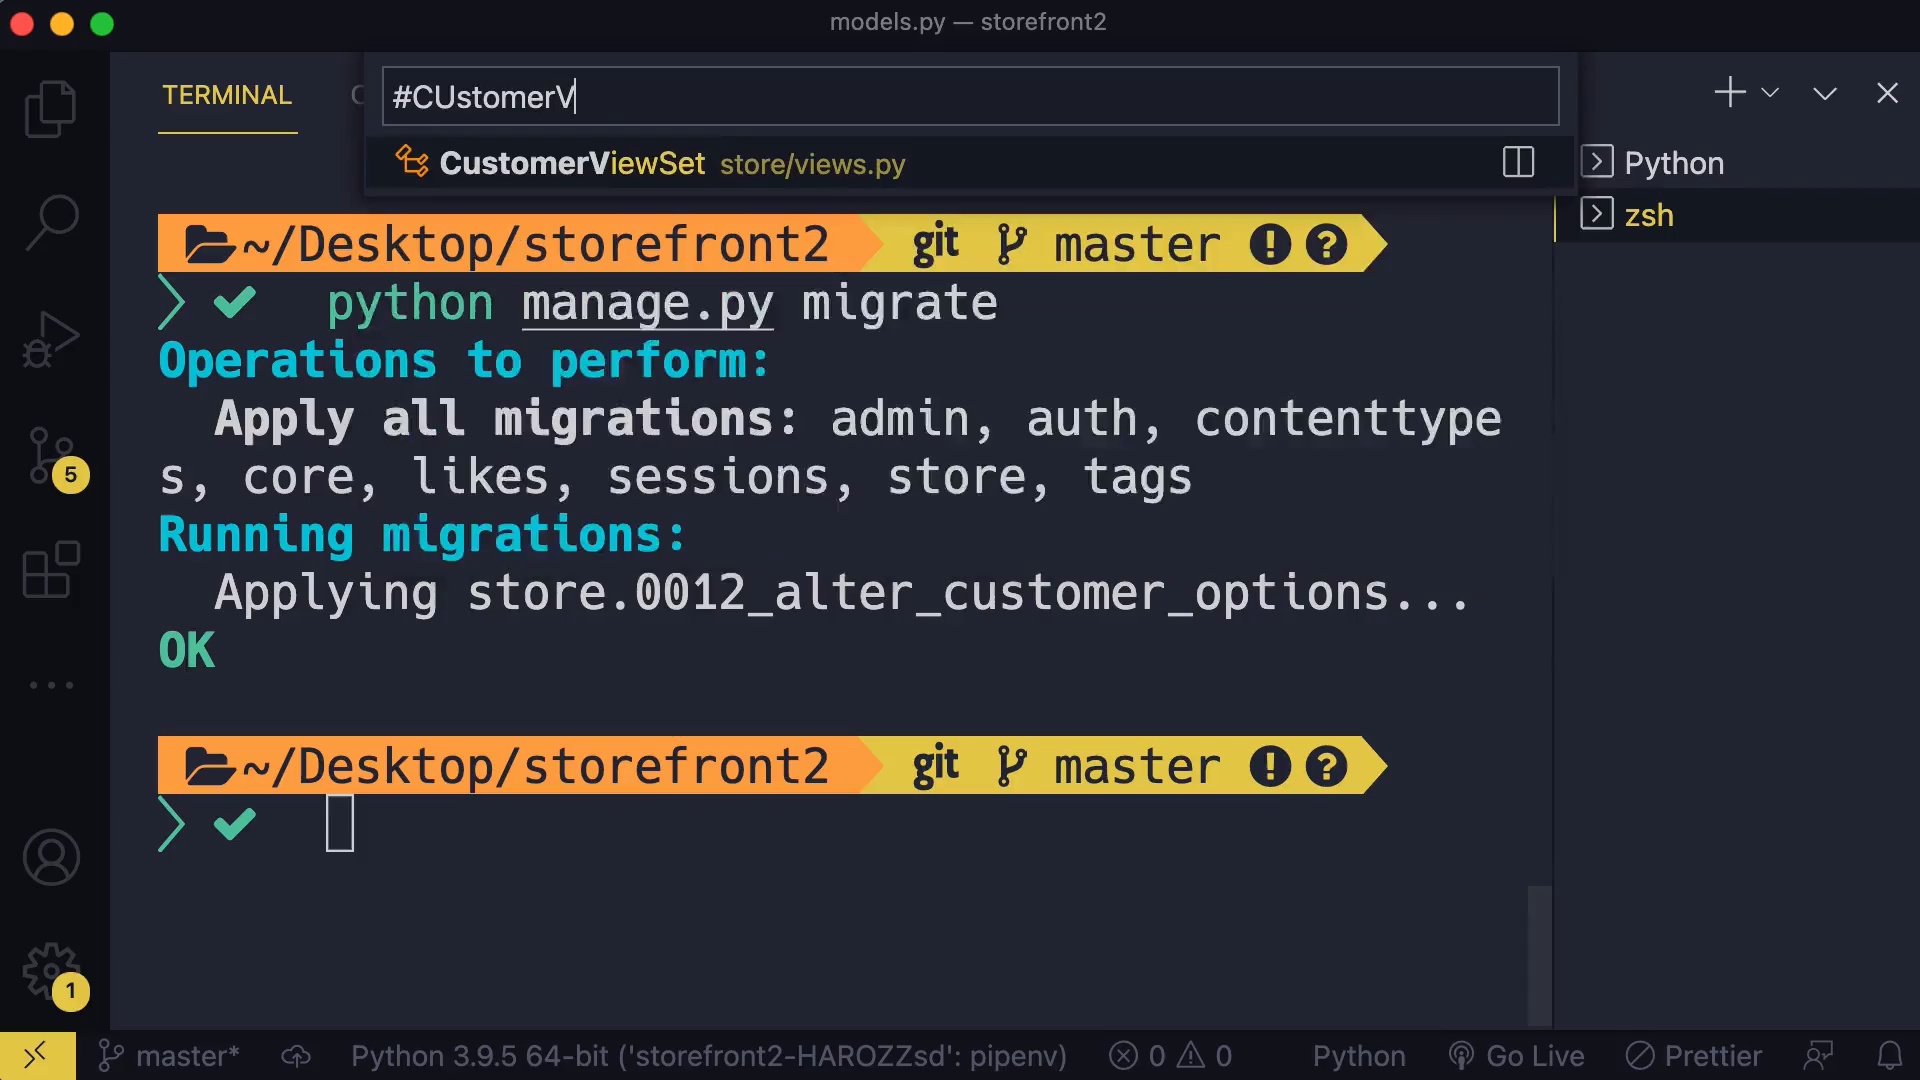 models.py — storefront2
TERMINAL
#CUstomerV
CustomerViewSet store/views.py
Python
zsh
~/Desktop/storefront2 git master
python manage.py migrate
Operations to perform:
Apply all migrations: admin, auth, contenttype
s, core, likes, sessions, store, tags
Running migrations:
Applying store.0012_alter_customer_options...
OK
~/Desktop/storefront2 git master
5
1
master* Python 3.9.5 64-bit ('storefront2-HAROZZsd': pipenv) 0 0 Python Go Live Prettier